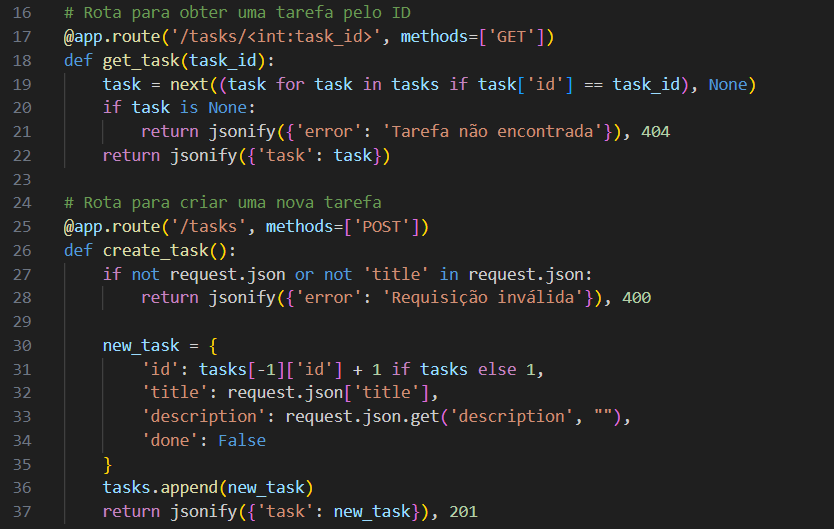 16 # Rota para obter uma tarefa pelo ID
17 @app.route('/tasks/<int:task_id>', methods=['GET'])
18 def get_task(task_id):
19     task = next((task for task in tasks if task['id'] == task_id), None)
20     if task is None:
21         return jsonify({'error': 'Tarefa não encontrada'}), 404
22     return jsonify({'task': task})
23
24 # Rota para criar uma nova tarefa
25 @app.route('/tasks', methods=['POST'])
26 def create_task():
27     if not request.json or not 'title' in request.json:
28         return jsonify({'error': 'Requisição inválida'}), 400
29
30     new_task = {
31         'id': tasks[-1]['id'] + 1 if tasks else 1,
32         'title': request.json['title'],
33         'description': request.json.get('description', ""),
34         'done': False
35     }
36     tasks.append(new_task)
37     return jsonify({'task': new_task}), 201